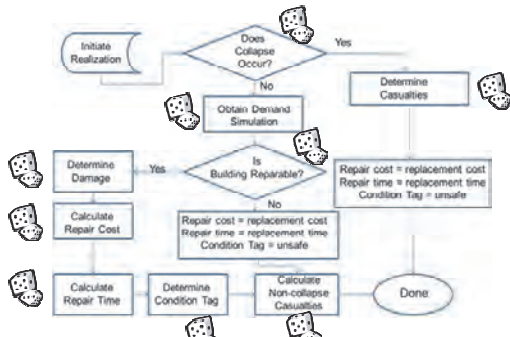 Initiate
Realization
Does
Collapse
Occur?
Yes
No
Determine
Casualties
Obtain Demand
Simulation
Is
Building Reparable?
Yes
No
Determine
Damage
Repair cost = replacement cost
Repair time = replacement time
Condition Tag = unsafe
Calculate
Repair Cost
Repair cost = replacement cost
Repair time = replacement time
Condition Tag = unsafe
Calculate
Repair Time
Determine
Condition Tag
Calculate
Non-collapse
Casualties
Done